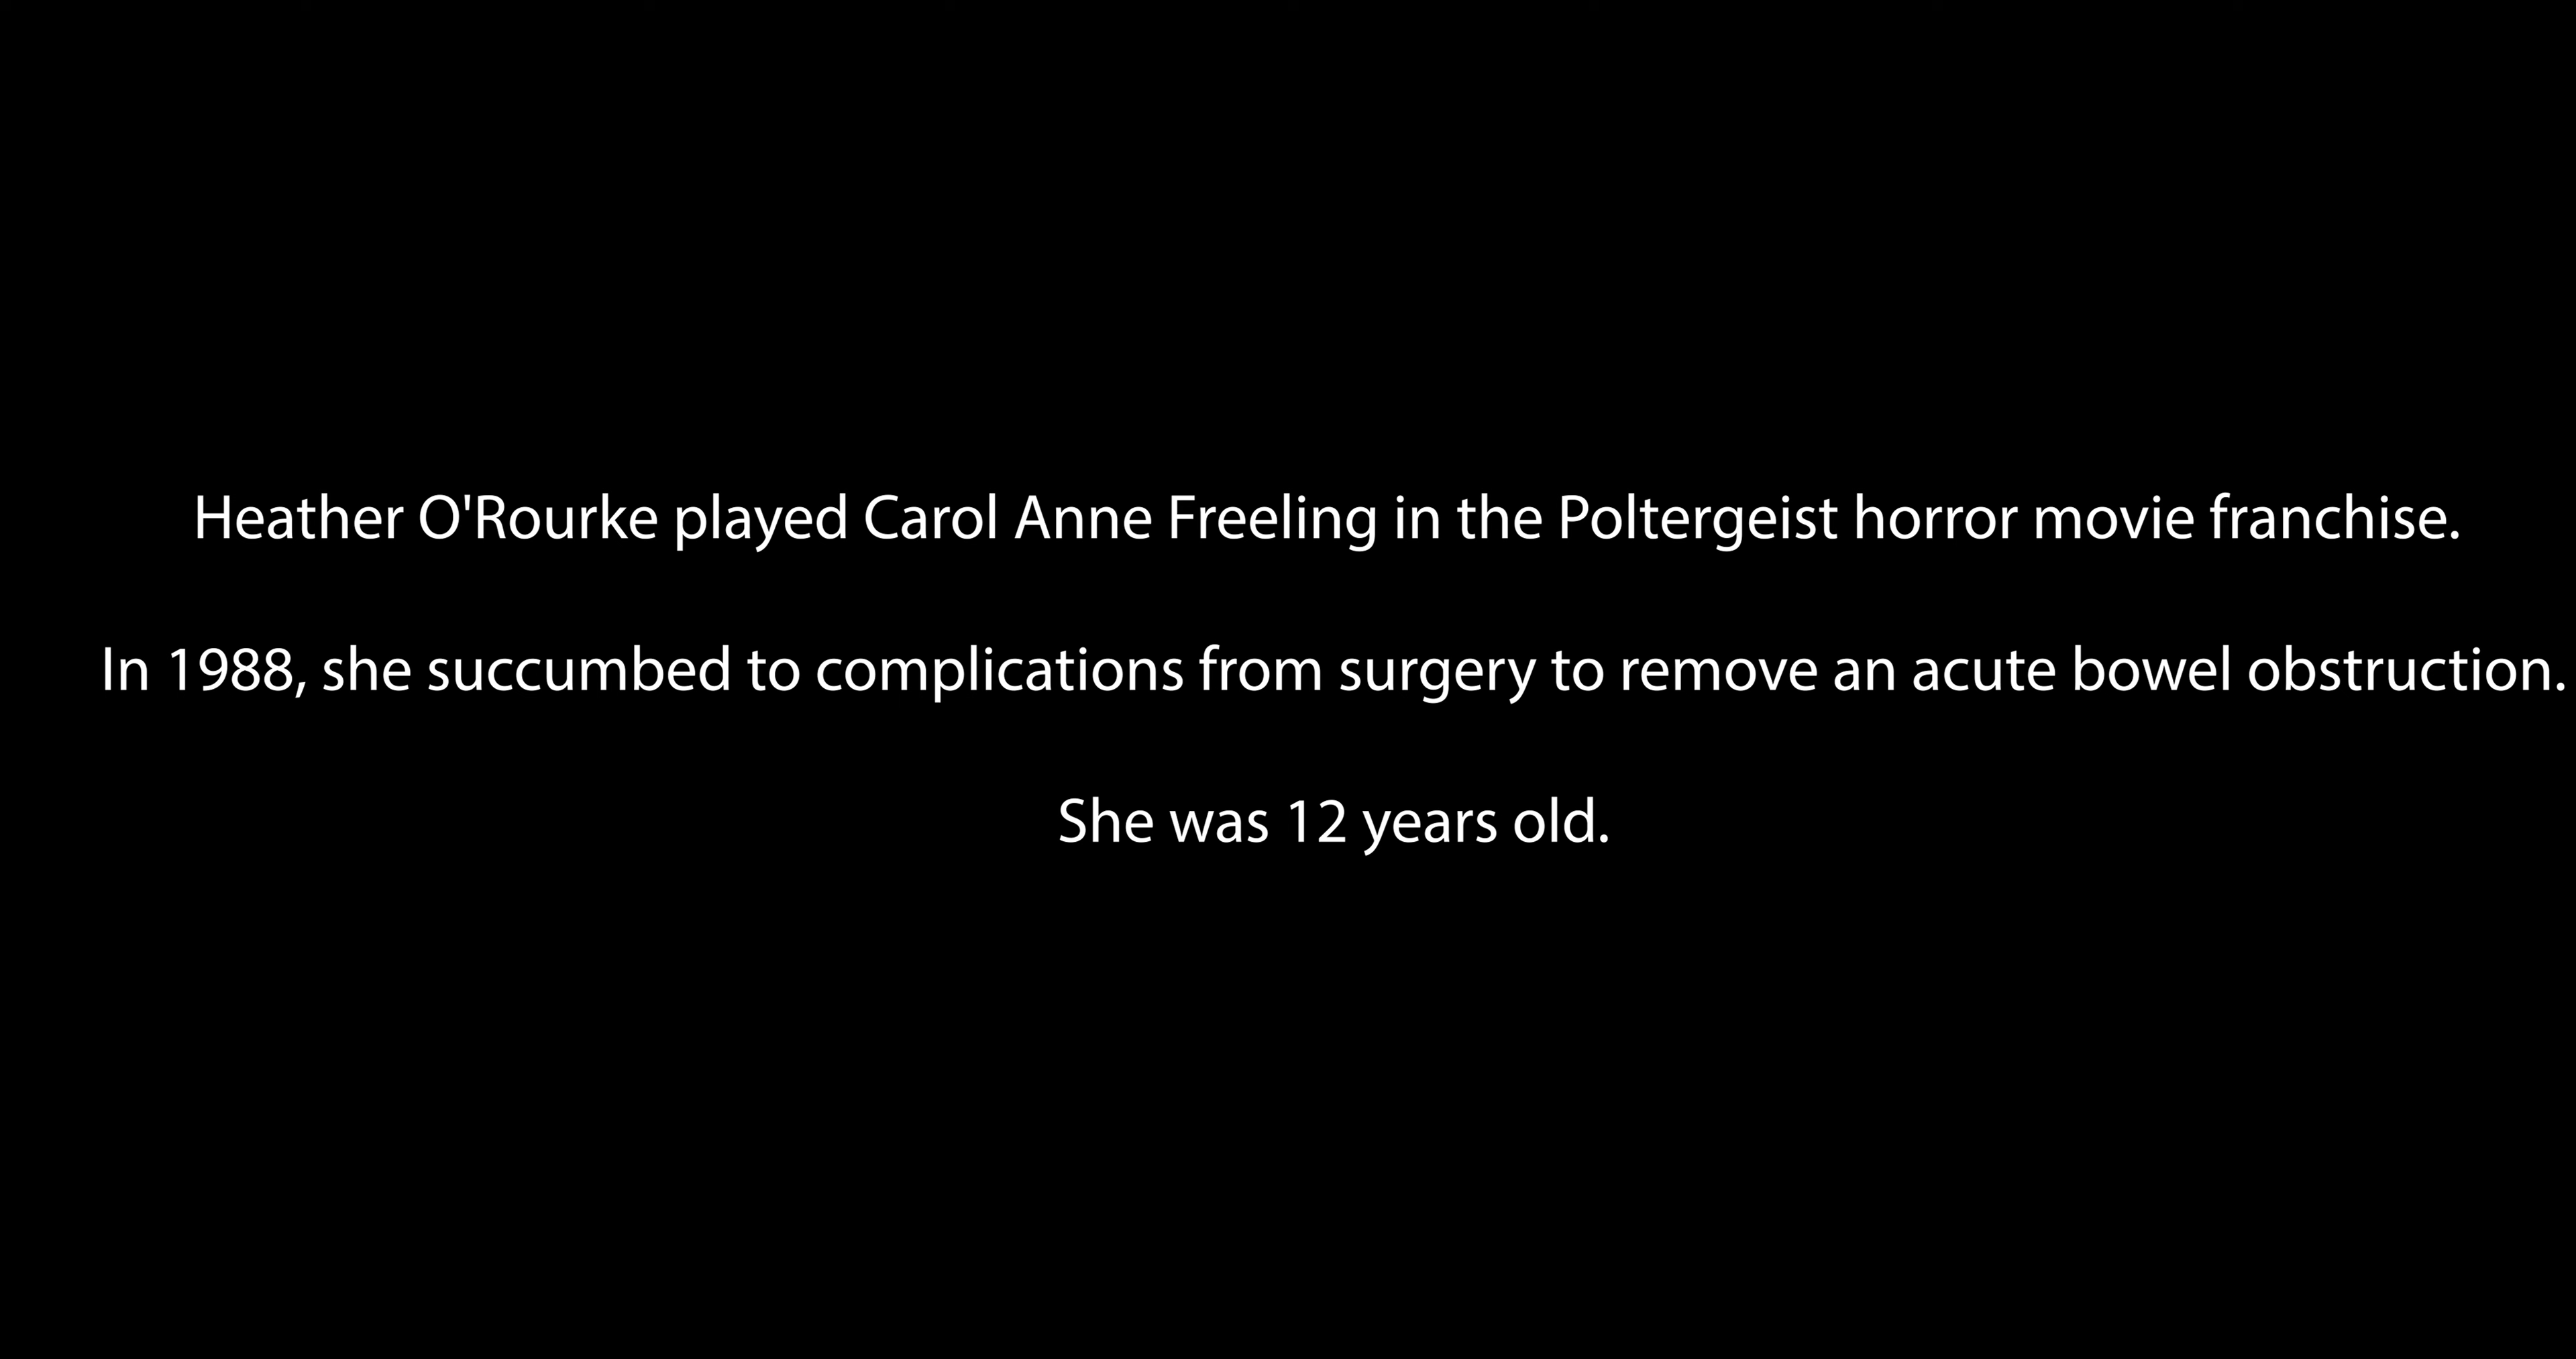 Heather O'Rourke played Carol Anne Freeling in the Poltergeist horror movie franchise.
In 1988, she succumbed to complications from surgery to remove an acute bowel obstruction.
She was 12 years old.